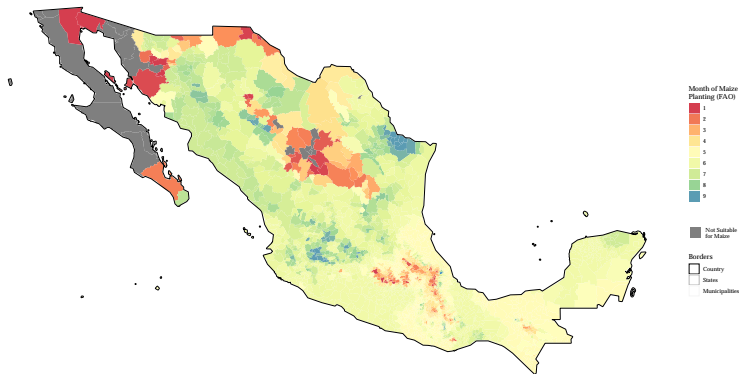 Month of Maize
Planting (FAO)
1
2
3
4
5
6
7
8
9
Not Suitable
for Maize
Borders
Country
States
Municipalities